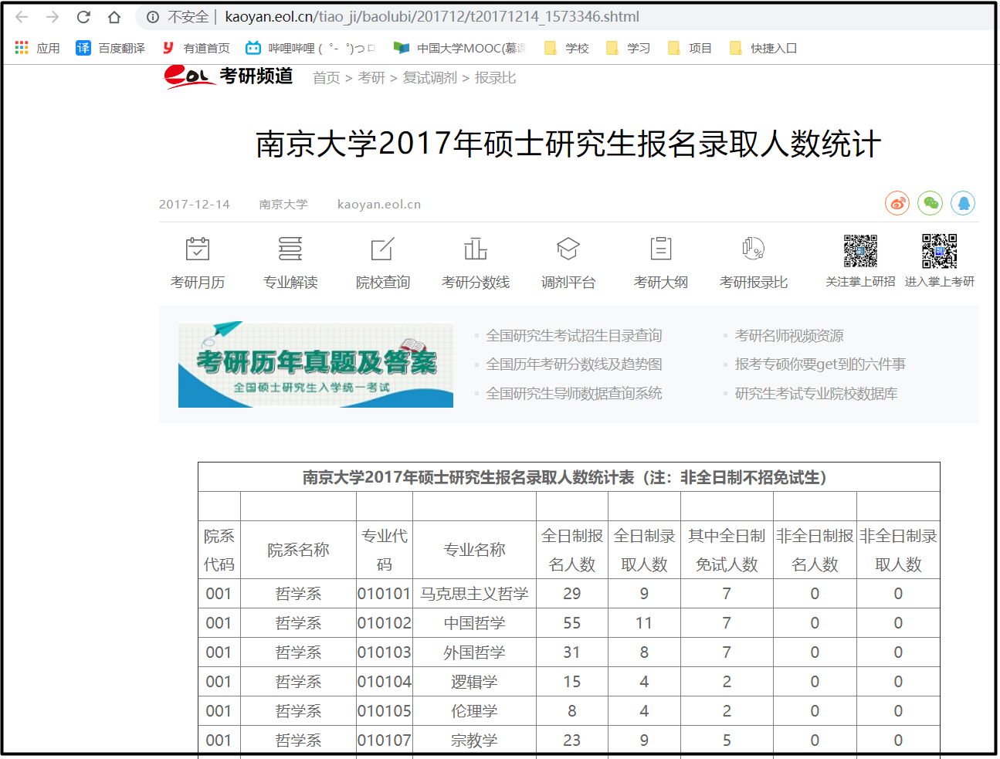 不安全 | kaoyan.eol.cn/tiao_ji/baolubi/201712/t20171214_1573346.shtml
应用 译 百度翻译 y 有道首页 哔哩哔哩 ( ゜- ゜)つロ 中国大学MOOC(慕课 学校 学习 项目 快捷入口
eol 考研频道 首页 > 考研 > 复试调剂 > 报录比
南京大学2017年硕士研究生报名录取人数统计
2017-12-14 南京大学 kaoyan.eol.cn
考研月历 专业解读 院校查询 考研分数线 调剂平台 考研大纲 考研报录比 关注掌上研招 进入掌上考研
考研历年真题及答案
全国硕士研究生入学统一考试
全国研究生考试招生目录查询 考研名师视频资源
全国历年考研分数线及趋势图 报考专硕你要get到的六件事
全国研究生导师数据查询系统 研究生考试专业院校数据库
南京大学2017年硕士研究生报名录取人数统计表（注：非全日制不招免试生）
院系代码 院系名称 专业代码 专业名称 全日制报名人数 全日制录取人数 其中全日制免试人数 非全日制报名人数 非全日制录取人数
001 哲学系 010101 马克思主义哲学 29 9 7 0 0
001 哲学系 010102 中国哲学 55 11 7 0 0
001 哲学系 010103 外国哲学 31 8 7 0 0
001 哲学系 010104 逻辑学 15 4 2 0 0
001 哲学系 010105 伦理学 8 4 2 0 0
001 哲学系 010107 宗教学 23 9 5 0 0